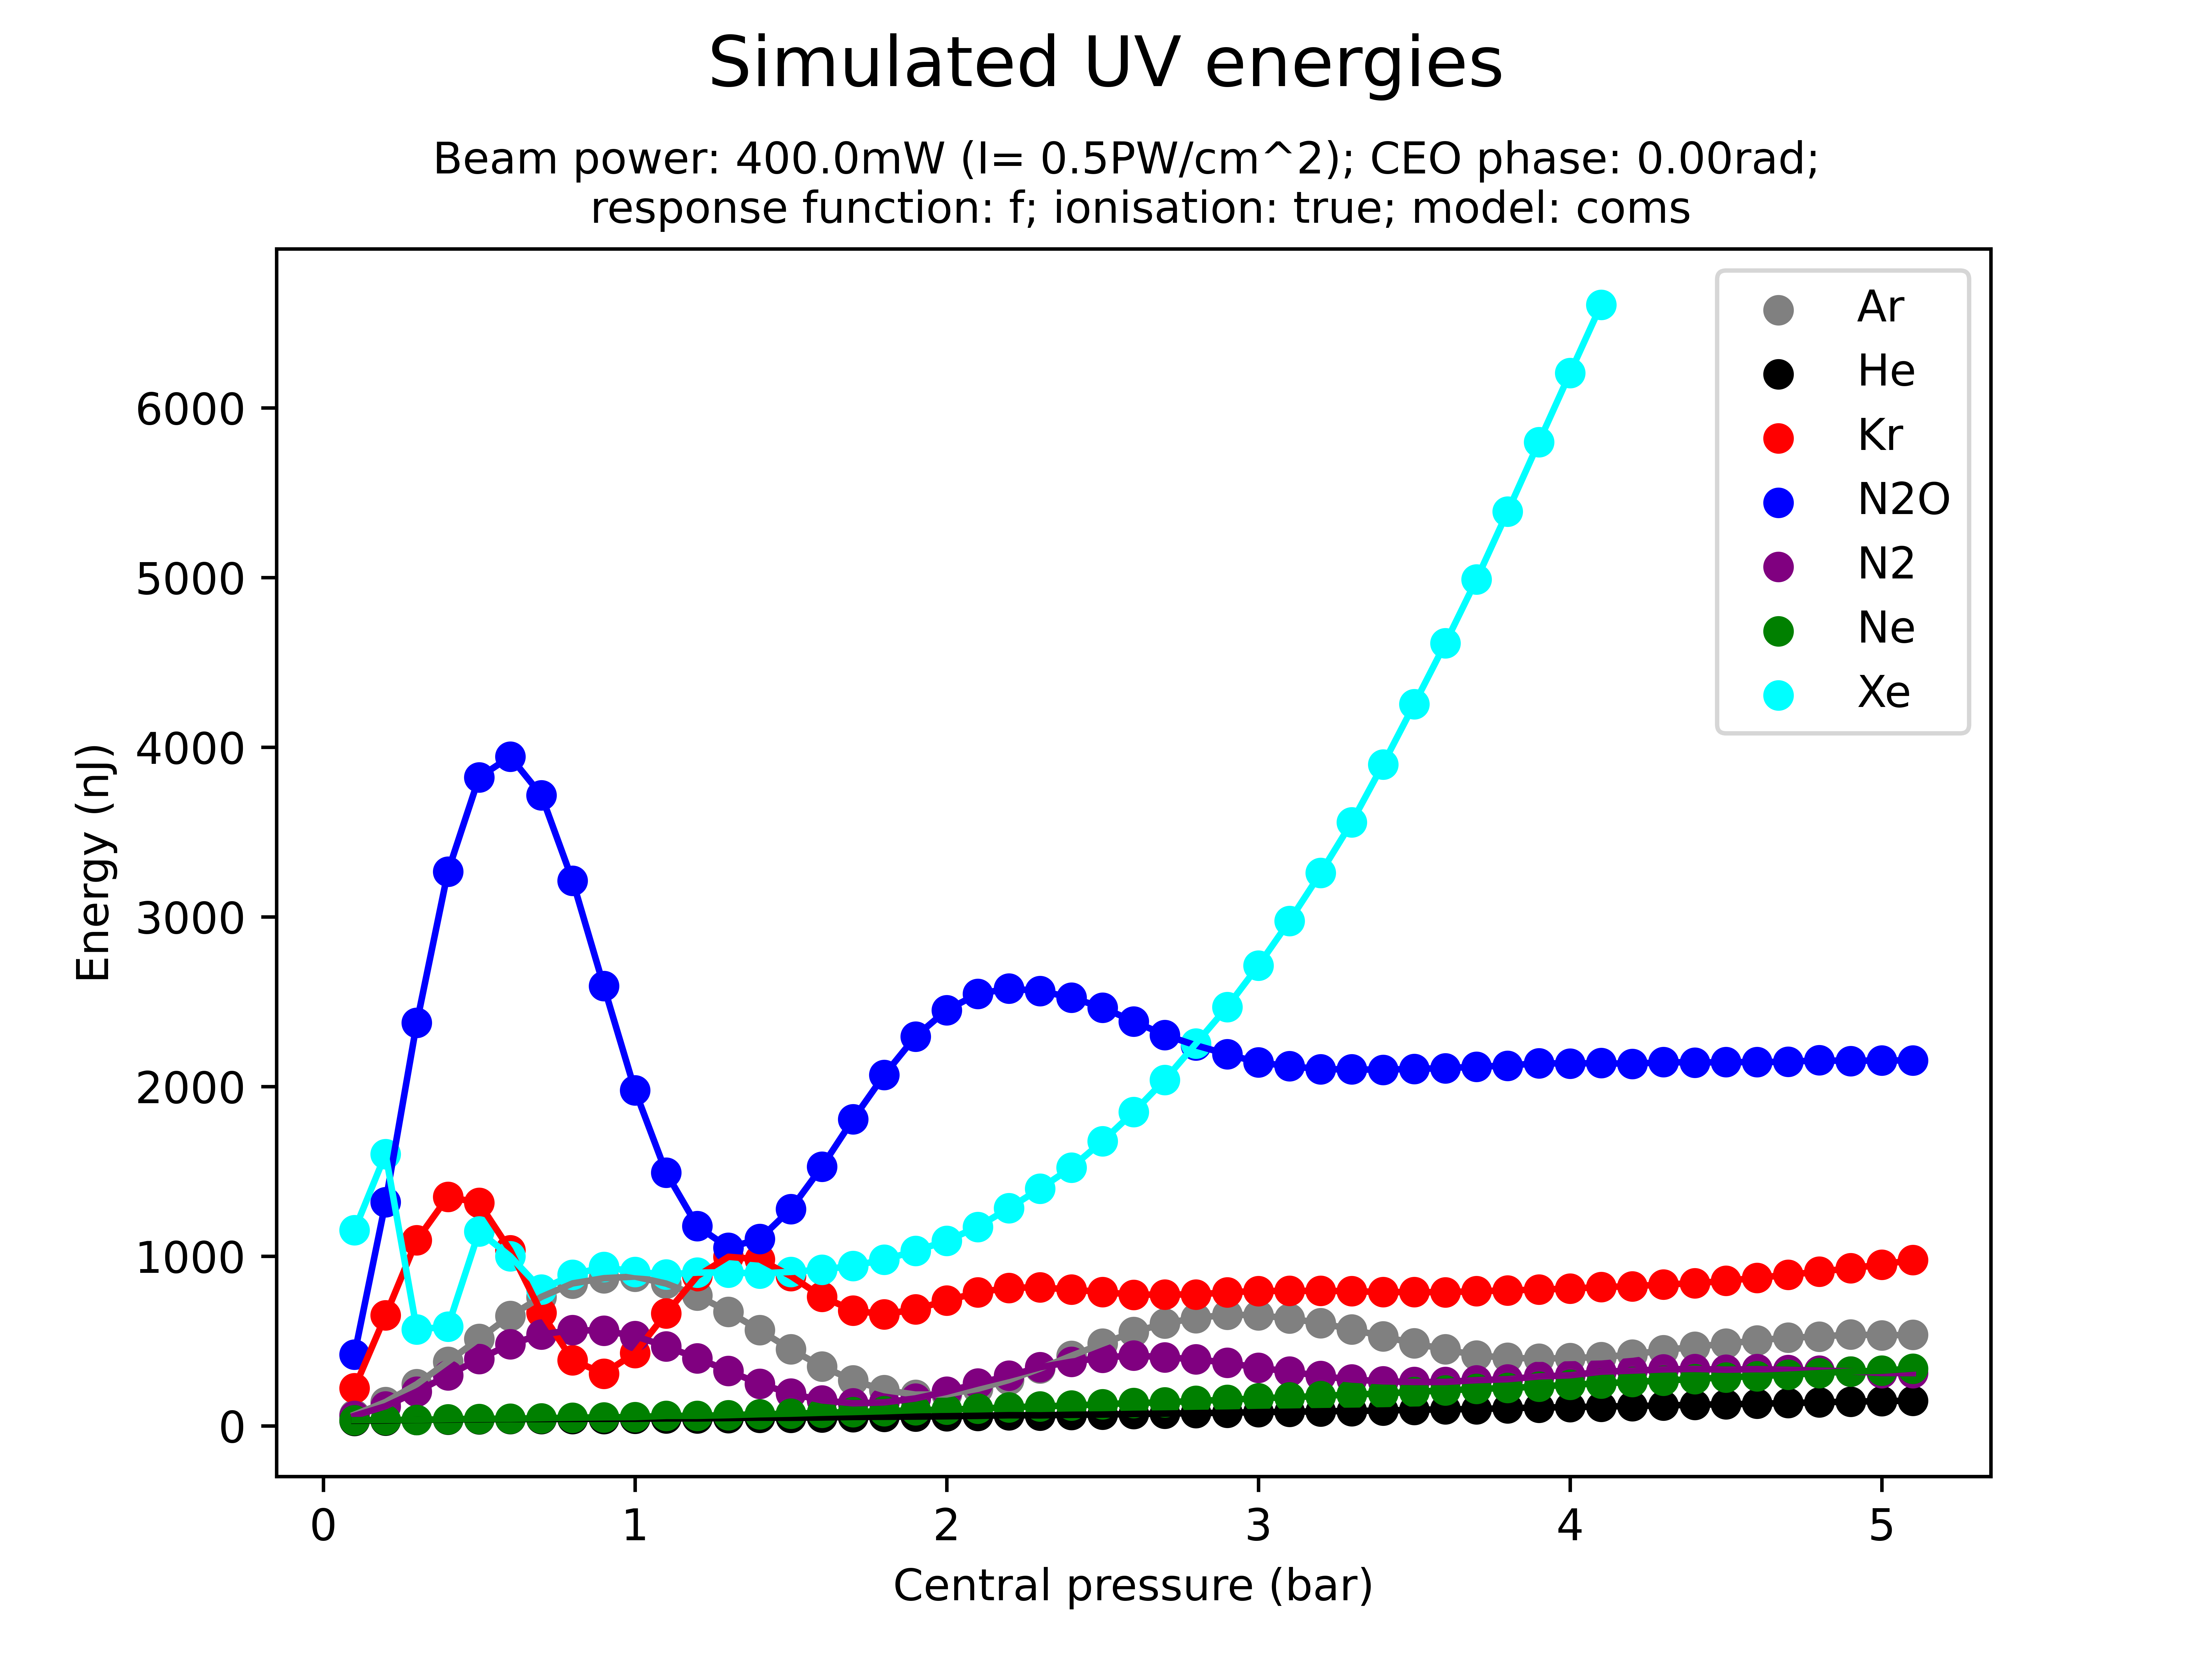 Simulated UV energies
Beam power: 400.0mW (I= 0.5PW/cm^2); CEO phase: 0.00rad;
response function: f; ionisation: true; model: coms
Ar
He
Kr
N2O
N2
Ne
Xe
Energy (nJ)
6000
5000
4000
3000
2000
1000
0
0 1 2 3 4 5
Central pressure (bar)